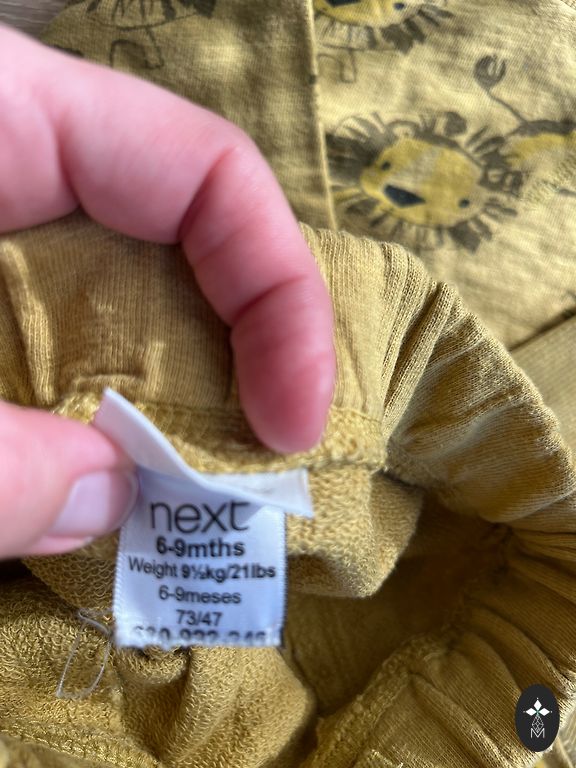 next
6-9mths
Weight 9½kg/21lbs
6-9meses
73/47
M